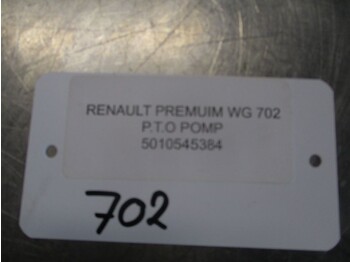 RENAULT PREMUIM WG 702
P.T.O POMP
5010545384
702